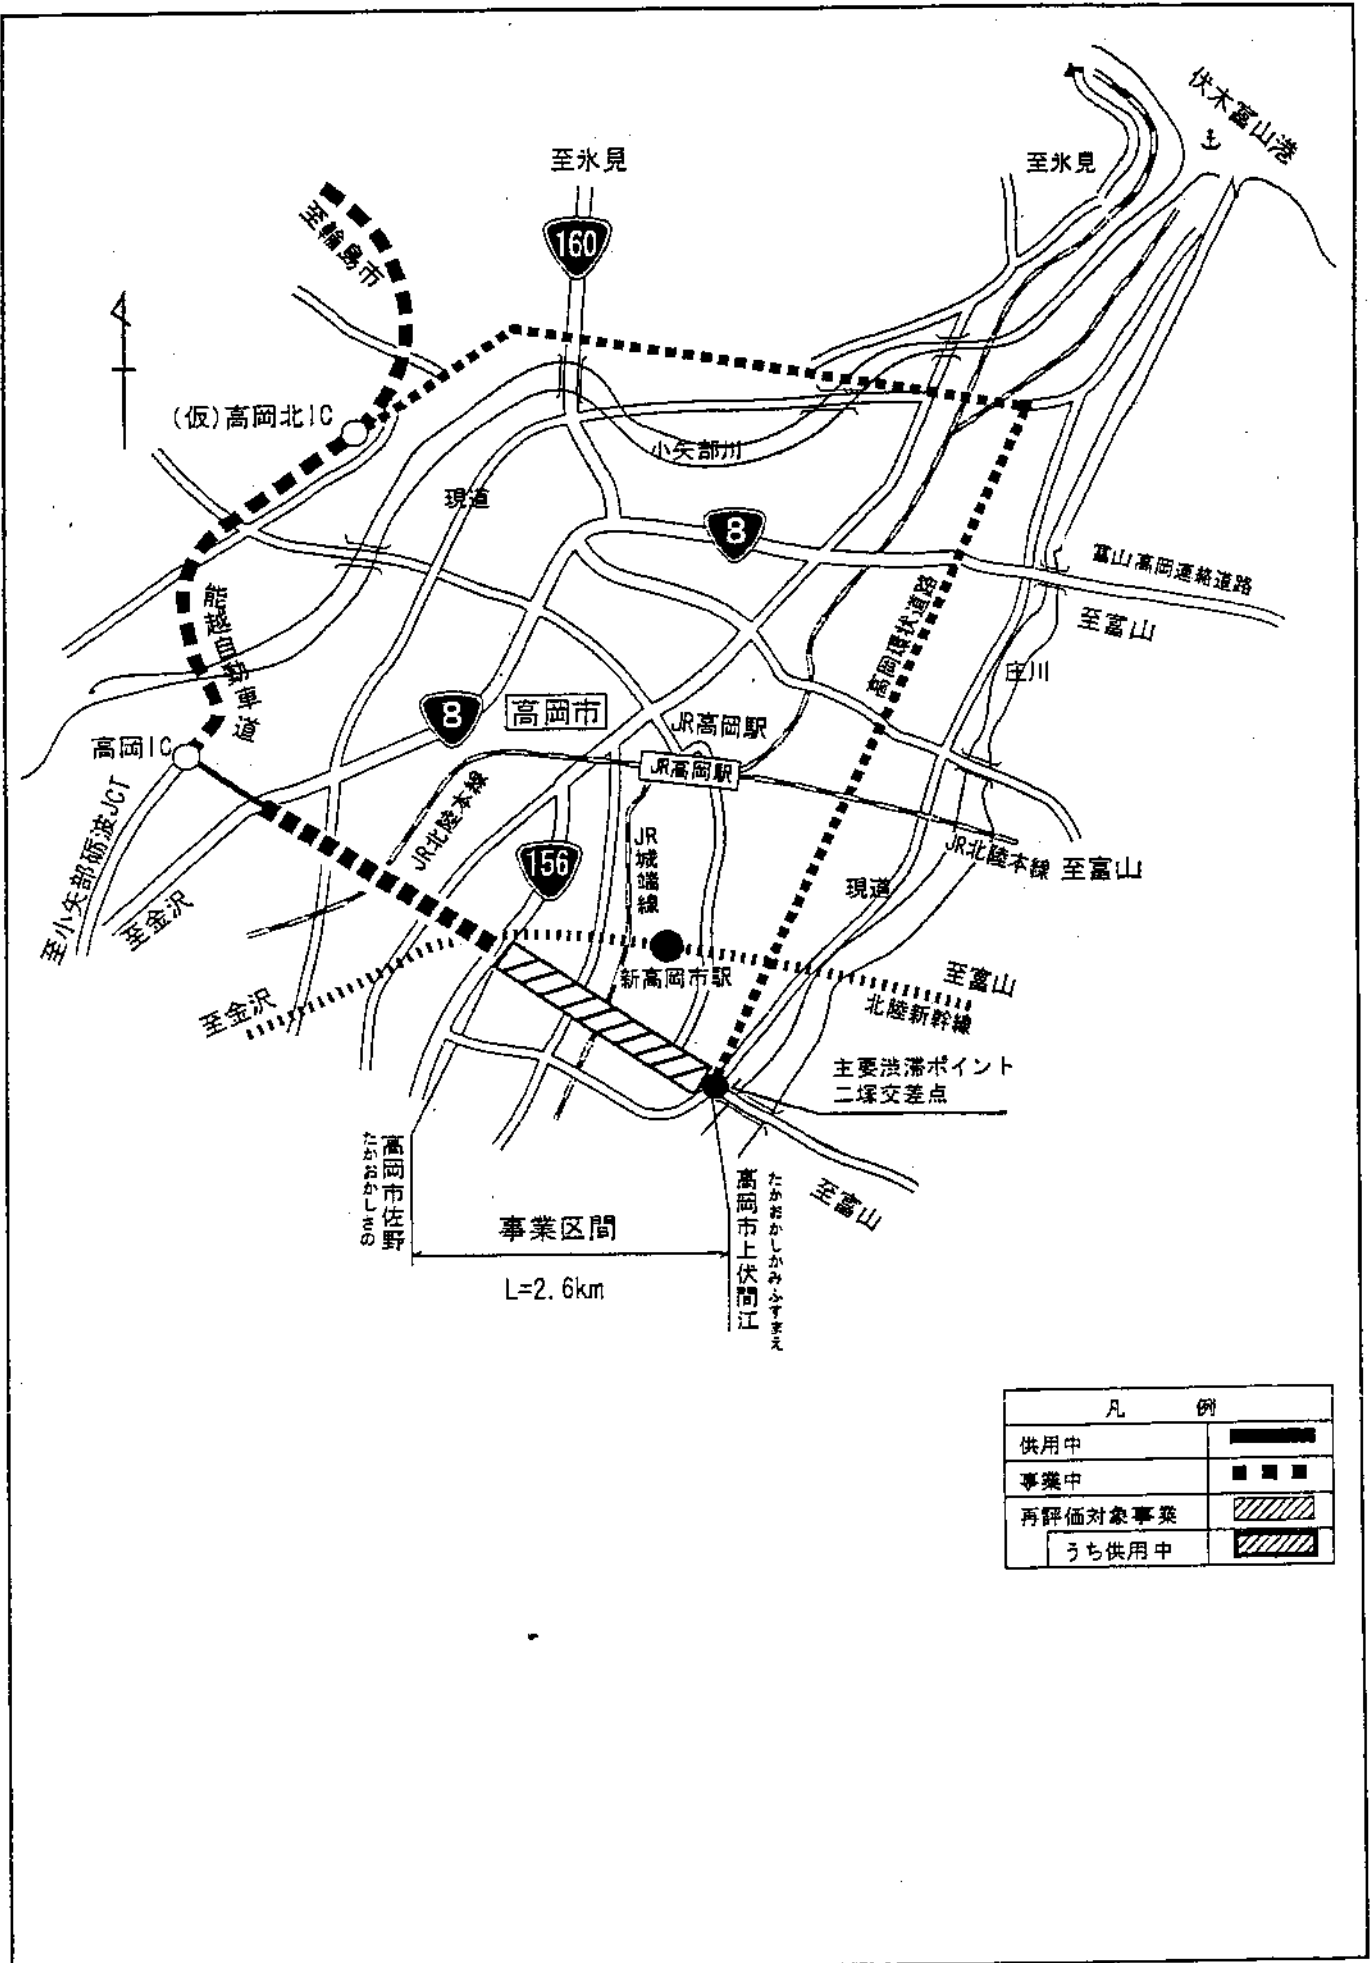 伏木富山港
至氷見
至氷見
160
至輪島市
(仮)高岡北IC
小矢部川
現道
8
富山高岡連絡道路
至富山
高岡環状道路
庄川
能越自動車道
8
高岡市
JR高岡駅
JR高岡駅
高岡IC
JR北陸本線
至小矢部砺波JCT
至金沢
156
JR城端線
JR北陸本線 至富山
現道
新高岡市駅
至富山
北陸新幹線
至金沢
主要渋滞ポイント
二塚交差点
至富山
高岡市佐野
たかおかしさの
事業区間
L=2.6km
高岡市上伏間江
たかおかしかみふすまえ
凡 例
供用中
事業中
再評価対象事業
うち供用中